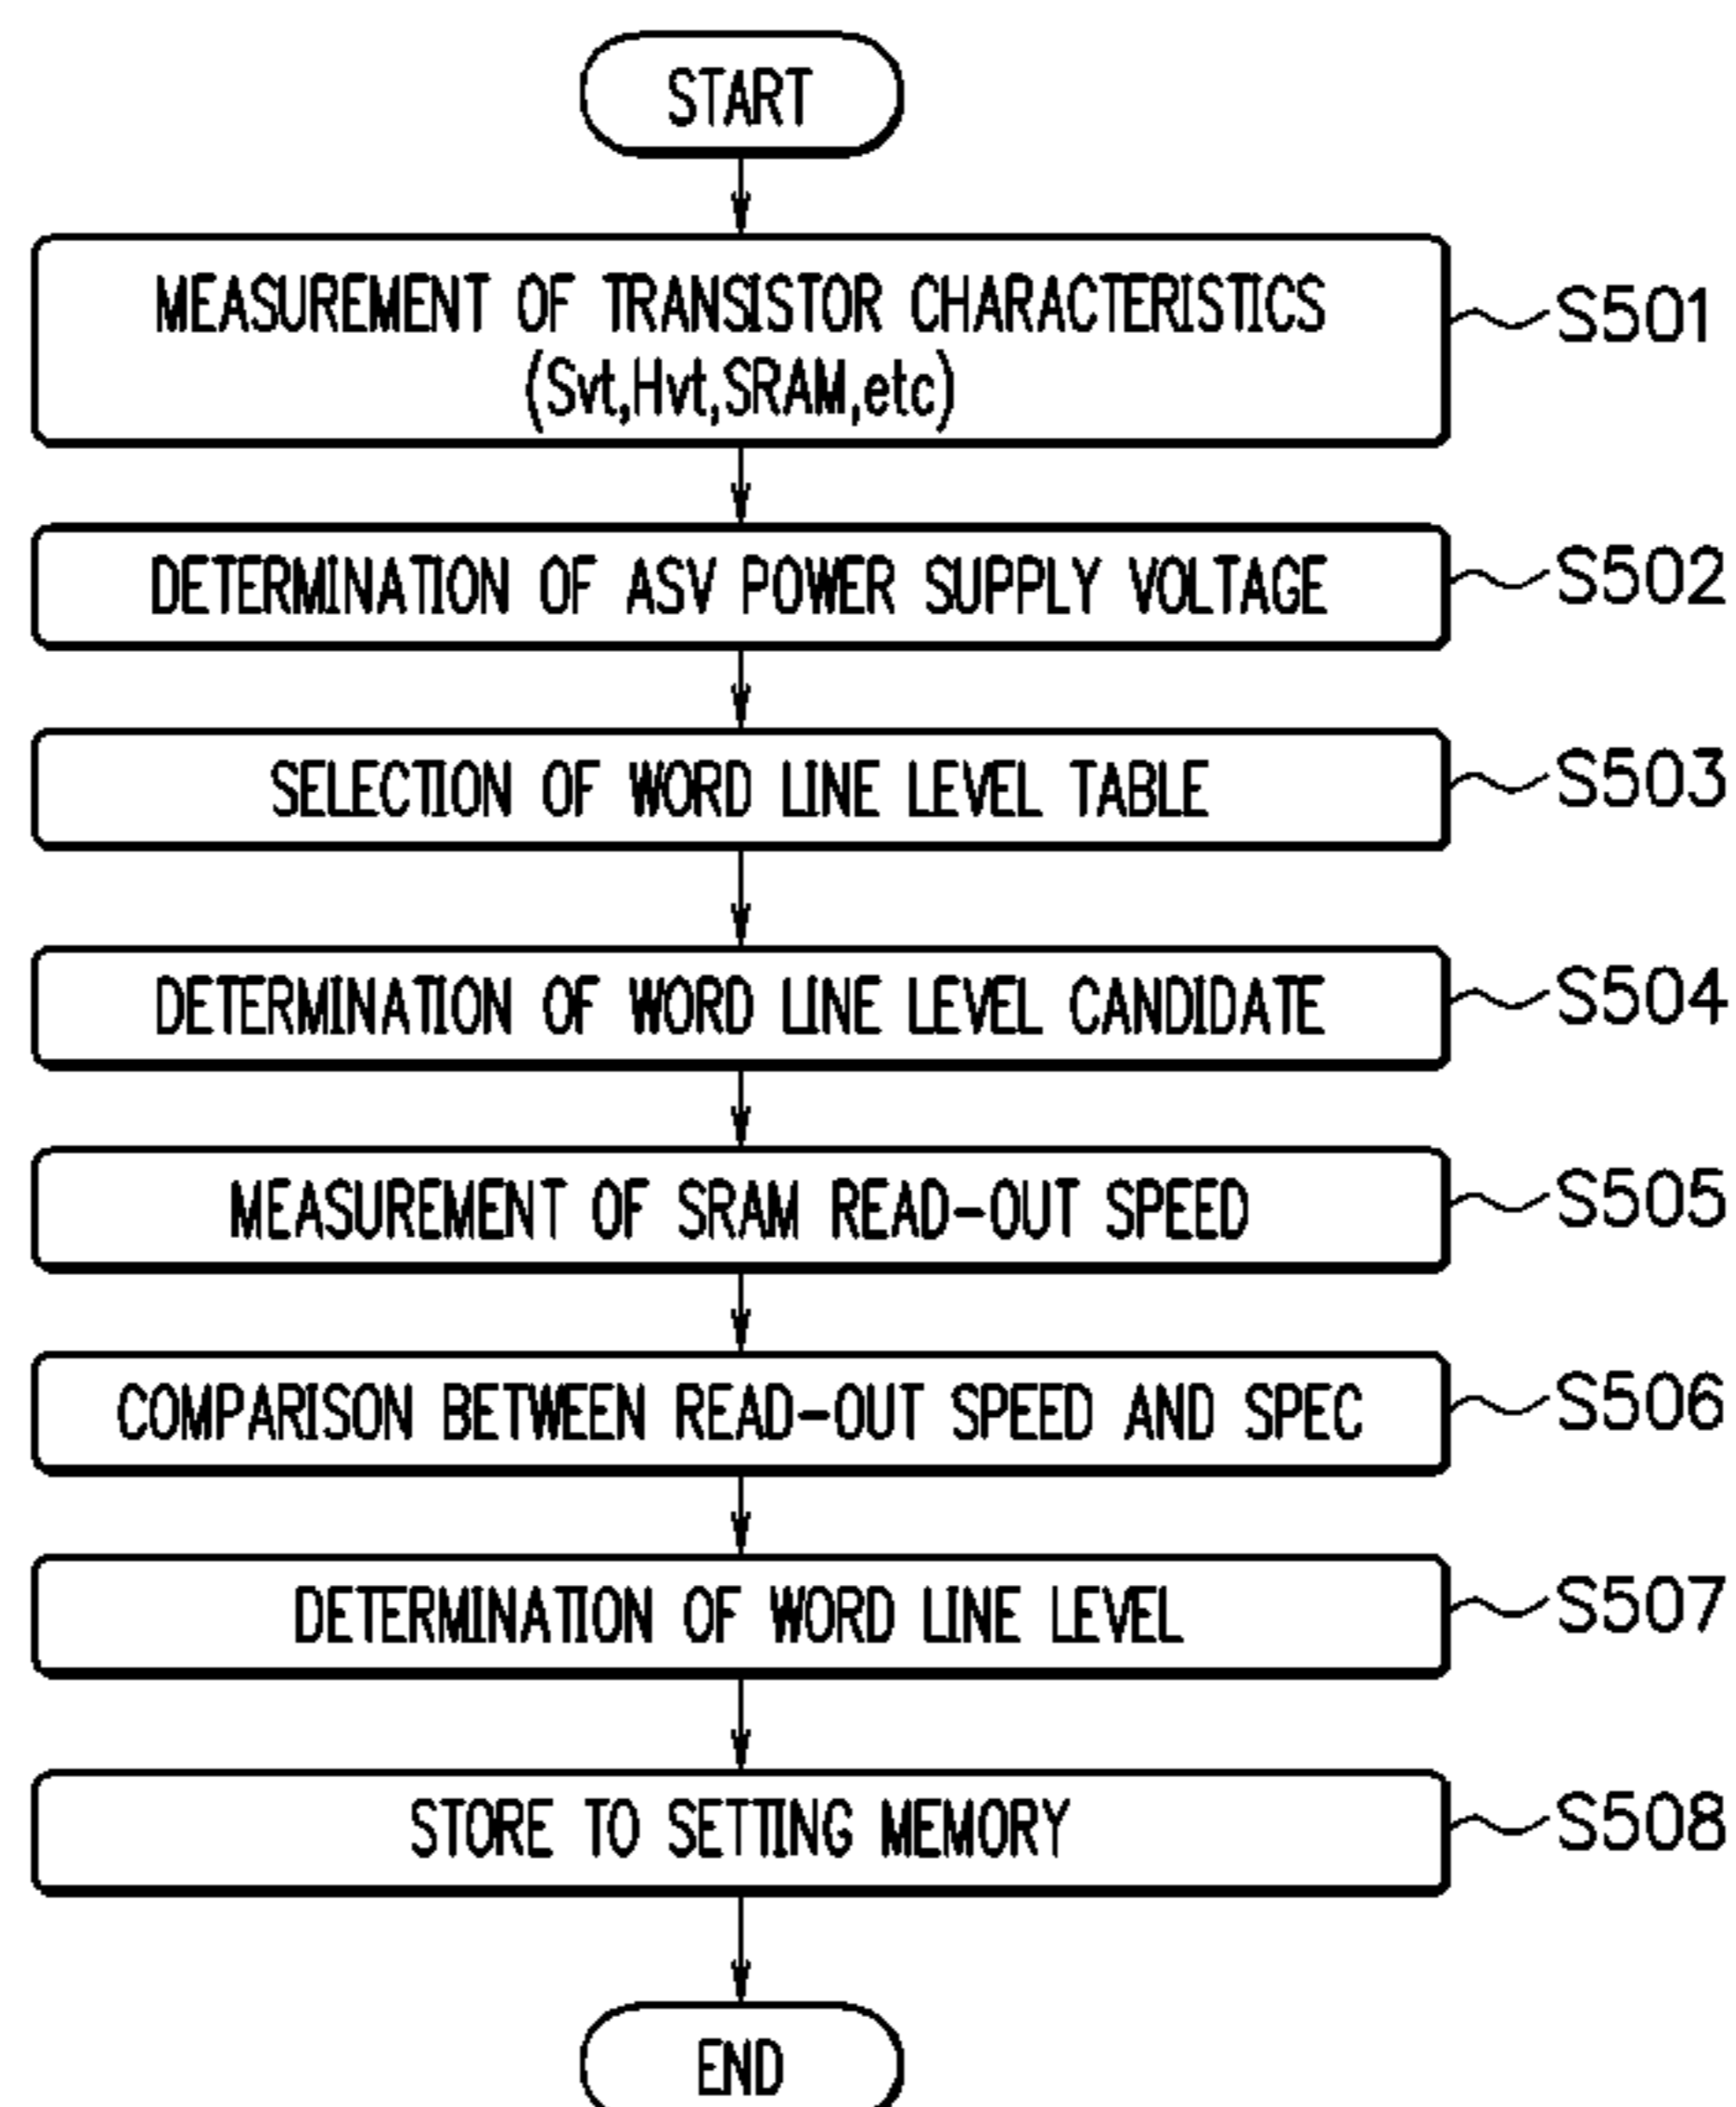 START
MEASUREMENT OF TRANSISTOR CHARACTERISTICS
(Svt,Hvt,SRAM,etc)
S501
DETERMINATION OF ASV POWER SUPPLY VOLTAGE
S502
SELECTION OF WORD LINE LEVEL TABLE
S503
DETERMINATION OF WORD LINE LEVEL CANDIDATE
S504
MEASUREMENT OF SRAM READ-OUT SPEED
S505
COMPARISON BETWEEN READ-OUT SPEED AND SPEC
S506
DETERMINATION OF WORD LINE LEVEL
S507
STORE TO SETTING MEMORY
S508
END